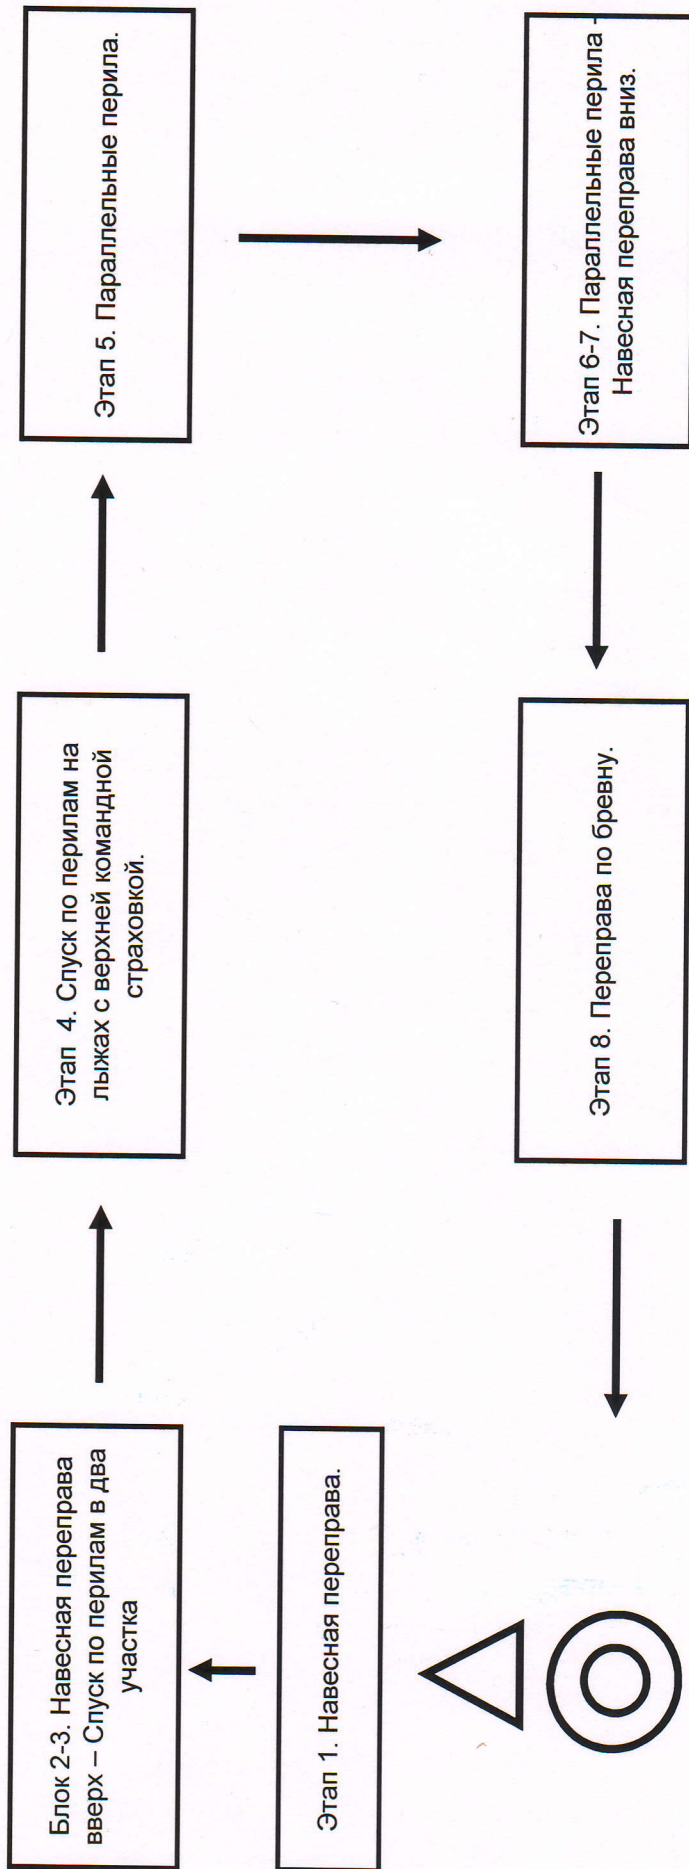 Этап 1. Навесная переправа.
Блок 2-3. Навесная переправа
вверх – Спуск по перилам в два
участка
Этап 4. Спуск по перилам на
лыжах с верхней командной
страховкой.
Этап 5. Параллельные перила.
Этап 6-7. Параллельные перила -
Навесная переправа вниз.
Этап 8. Переправа по бревну.